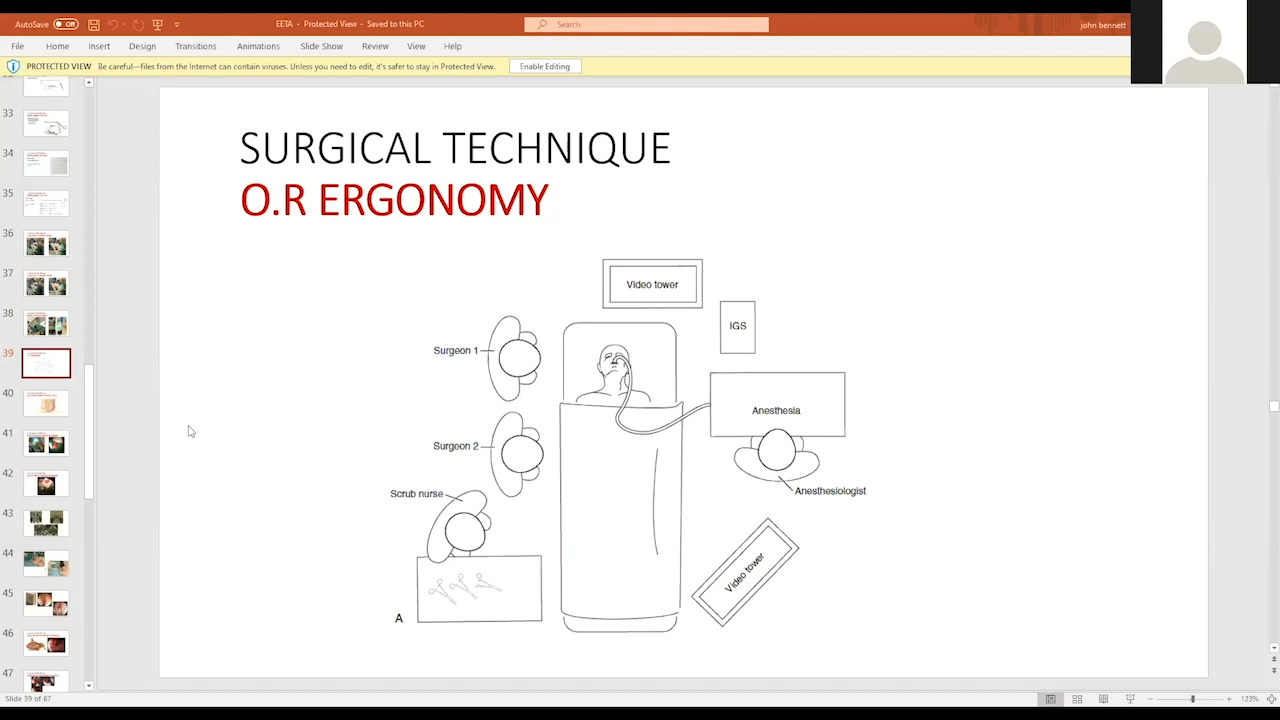 AutoSave Off EETA - Protected View - Saved to this PC Search john bennett
File Home Insert Design Transitions Animations Slide Show Review View Help
PROTECTED VIEW Be careful—files from the Internet can contain viruses. Unless you need to edit, it's safer to stay in Protected View. Enable Editing
33
34
35
36
37
38
39
40
41
42
43
44
45
46
47
SURGICAL TECHNIQUE
O.R ERGONOMY
Video tower
IGS
Surgeon 1
Anesthesia
Surgeon 2
Scrub nurse
Anesthesiologist
Video tower
A
Slide 39 of 67 123%